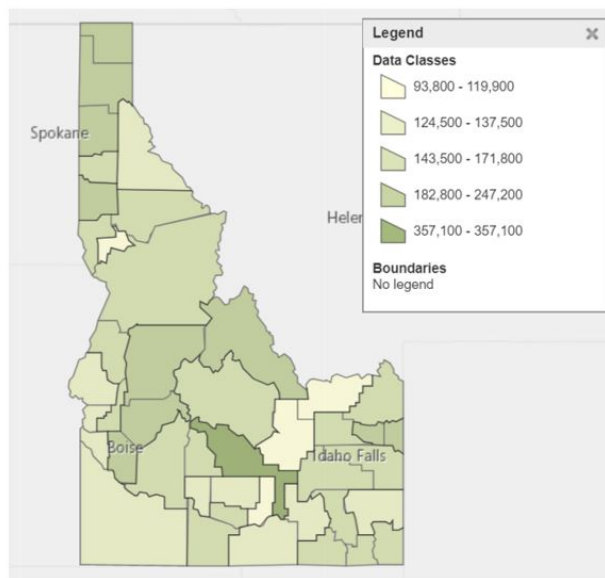 Legend
Data Classes
93,800 - 119,900
124,500 - 137,500
143,500 - 171,800
182,800 - 247,200
357,100 - 357,100
Boundaries
No legend
Spokane
Heler
Boise
Idaho Falls